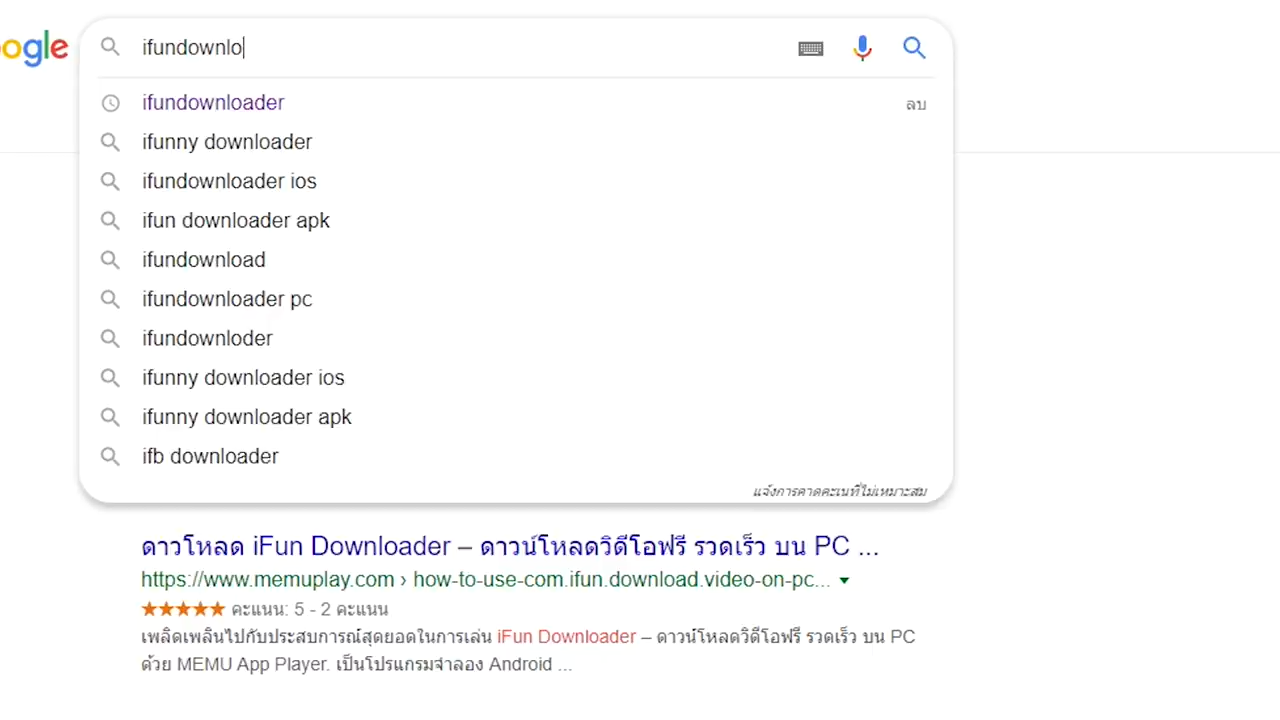 ogle
ifundownlo
ifundownloader ลบ
ifunny downloader
ifundownloader ios
ifun downloader apk
ifundownload
ifundownloader pc
ifundownloder
ifunny downloader ios
ifunny downloader apk
ifb downloader
แจ้งการคาดคะเนที่ไม่เหมาะสม
ดาวโหลด iFun Downloader – ดาวน์โหลดวิดีโอฟรี รวดเร็ว บน PC ...
https://www.memuplay.com › how-to-use-com.ifun.download.video-on-pc...
คะแนน: 5 - 2 คะแนน
เพลิดเพลินไปกับประสบการณ์สุดยอดในการเล่น iFun Downloader – ดาวน์โหลดวิดีโอฟรี รวดเร็ว บน PC
ด้วย MEMU App Player. เป็นโปรแกรมจำลอง Android ...